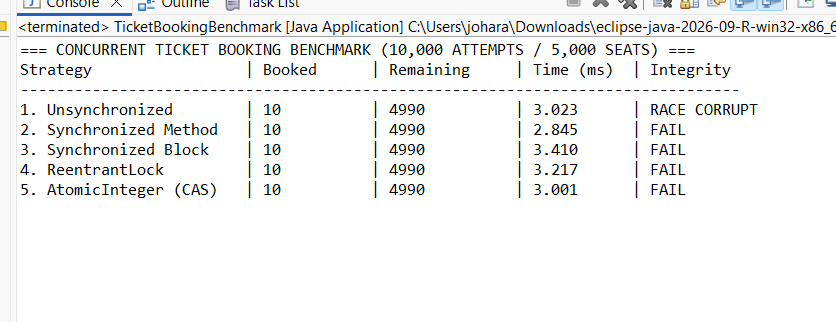 Console Outline Task List
<terminated> TicketBookingBenchmark [Java Application] C:\Users\johara\Downloads\eclipse-java-2026-09-R-win32-x86_6
=== CONCURRENT TICKET BOOKING BENCHMARK (10,000 ATTEMPTS / 5,000 SEATS) ===
Strategy | Booked | Remaining | Time (ms) | Integrity
--------------------------------------------------------------------------------
1. Unsynchronized | 10 | 4990 | 3.023 | RACE CORRUPT
2. Synchronized Method | 10 | 4990 | 2.845 | FAIL
3. Synchronized Block | 10 | 4990 | 3.410 | FAIL
4. ReentrantLock | 10 | 4990 | 3.217 | FAIL
5. AtomicInteger (CAS) | 10 | 4990 | 3.001 | FAIL